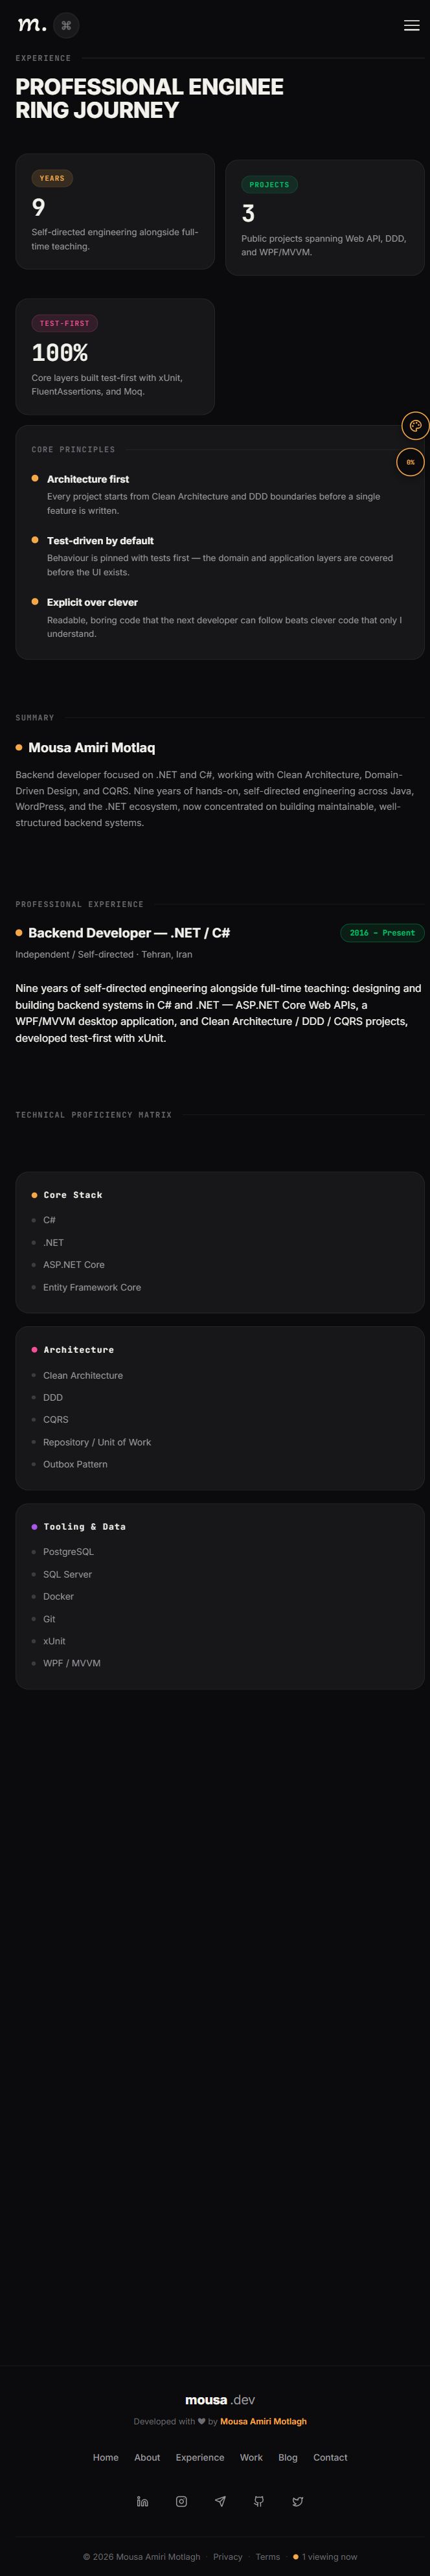 m. ⌘
EXPERIENCE
PROFESSIONAL ENGINEE
RING JOURNEY
YEARS
9
Self-directed engineering alongside full-
time teaching.
PROJECTS
3
Public projects spanning Web API, DDD,
and WPF/MVVM.
TEST-FIRST
100%
Core layers built test-first with xUnit,
FluentAssertions, and Moq.
0%
CORE PRINCIPLES
Architecture first
Every project starts from Clean Architecture and DDD boundaries before a single
feature is written.
Test-driven by default
Behaviour is pinned with tests first — the domain and application layers are covered
before the UI exists.
Explicit over clever
Readable, boring code that the next developer can follow beats clever code that only I
understand.
SUMMARY
Mousa Amiri Motlaq
Backend developer focused on .NET and C#, working with Clean Architecture, Domain-
Driven Design, and CQRS. Nine years of hands-on, self-directed engineering across Java,
WordPress, and the .NET ecosystem, now concentrated on building maintainable, well-
structured backend systems.
PROFESSIONAL EXPERIENCE
Backend Developer — .NET / C#
2016 – Present
Independent / Self-directed · Tehran, Iran
Nine years of self-directed engineering alongside full-time teaching: designing and
building backend systems in C# and .NET — ASP.NET Core Web APIs, a
WPF/MVVM desktop application, and Clean Architecture / DDD / CQRS projects,
developed test-first with xUnit.
TECHNICAL PROFICIENCY MATRIX
Core Stack
C#
.NET
ASP.NET Core
Entity Framework Core
Architecture
Clean Architecture
DDD
CQRS
Repository / Unit of Work
Outbox Pattern
Tooling & Data
PostgreSQL
SQL Server
Docker
Git
xUnit
WPF / MVVM
mousa .dev
Developed with ♥ by Mousa Amiri Motlagh
Home About Experience Work Blog Contact
© 2026 Mousa Amiri Motlagh · Privacy · Terms · 1 viewing now